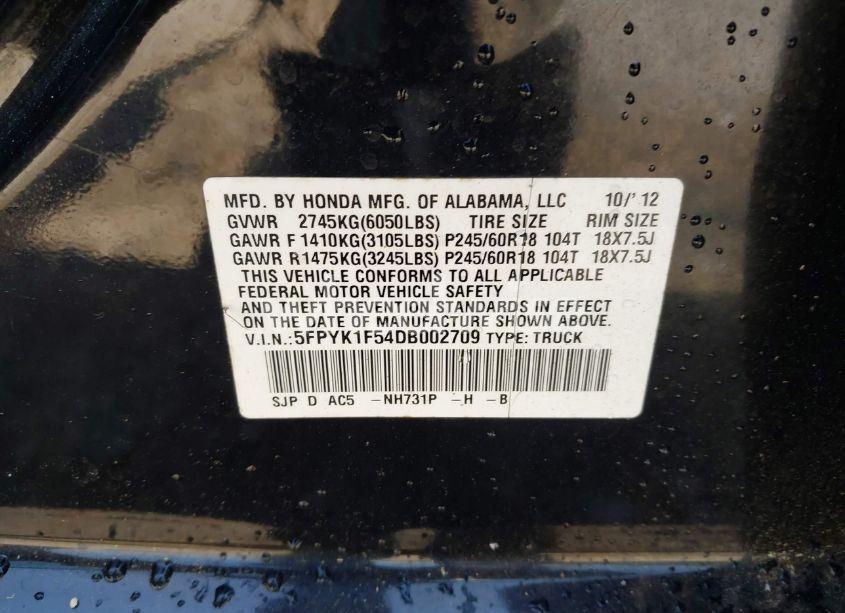 MFD. BY HONDA MFG. OF ALABAMA, LLC 10/'12
GVWR 2745KG(6050LBS) TIRE SIZE RIM SIZE
GAWR F 1410KG(3105LBS) P245/60R18 104T 18X7.5J
GAWR R1475KG(3245LBS) P245/60R18 104T 18X7.5J
THIS VEHICLE CONFORMS TO ALL APPLICABLE
FEDERAL MOTOR VEHICLE SAFETY
AND THEFT PREVENTION STANDARDS IN EFFECT
ON THE DATE OF MANUFACTURE SHOWN ABOVE.
V.I.N.:5FPYK1F54DB002709 TYPE: TRUCK
SJP D AC5 -NH731P -H -B